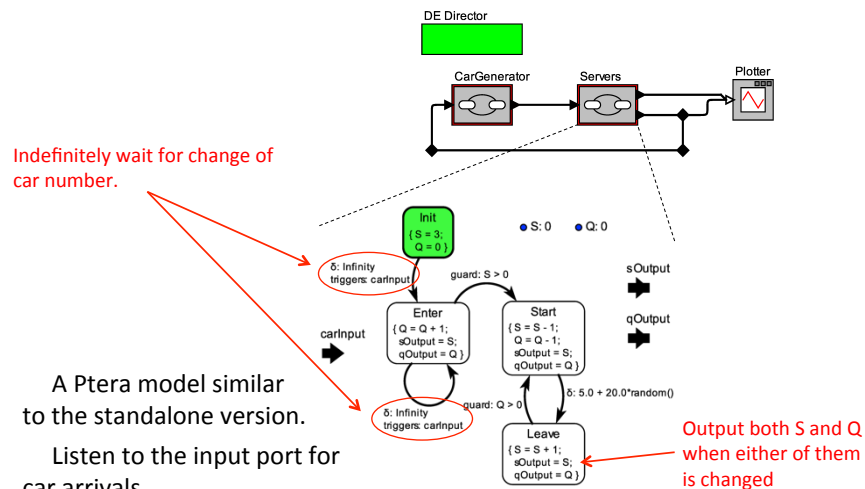 DE Director
CarGenerator
Servers
Plotter
Indefinitely wait for change of
car number.
Init
{ S = 3;
Q = 0 }
S: 0
Q: 0
δ: Infinity
triggers: carInput
guard: S > 0
sOutput
Enter
{ Q = Q + 1;
sOutput = S;
qOutput = Q }
Start
{ S = S - 1;
Q = Q - 1;
sOutput = S;
qOutput = Q }
qOutput
carInput
A Ptera model similar
to the standalone version.
δ: Infinity
triggers: carInput
guard: Q > 0
δ: 5.0 + 20.0*random()
Leave
{ S = S + 1;
sOutput = S;
qOutput = Q }
Output both S and Q
when either of them
is changed
Listen to the input port for
car arrivals